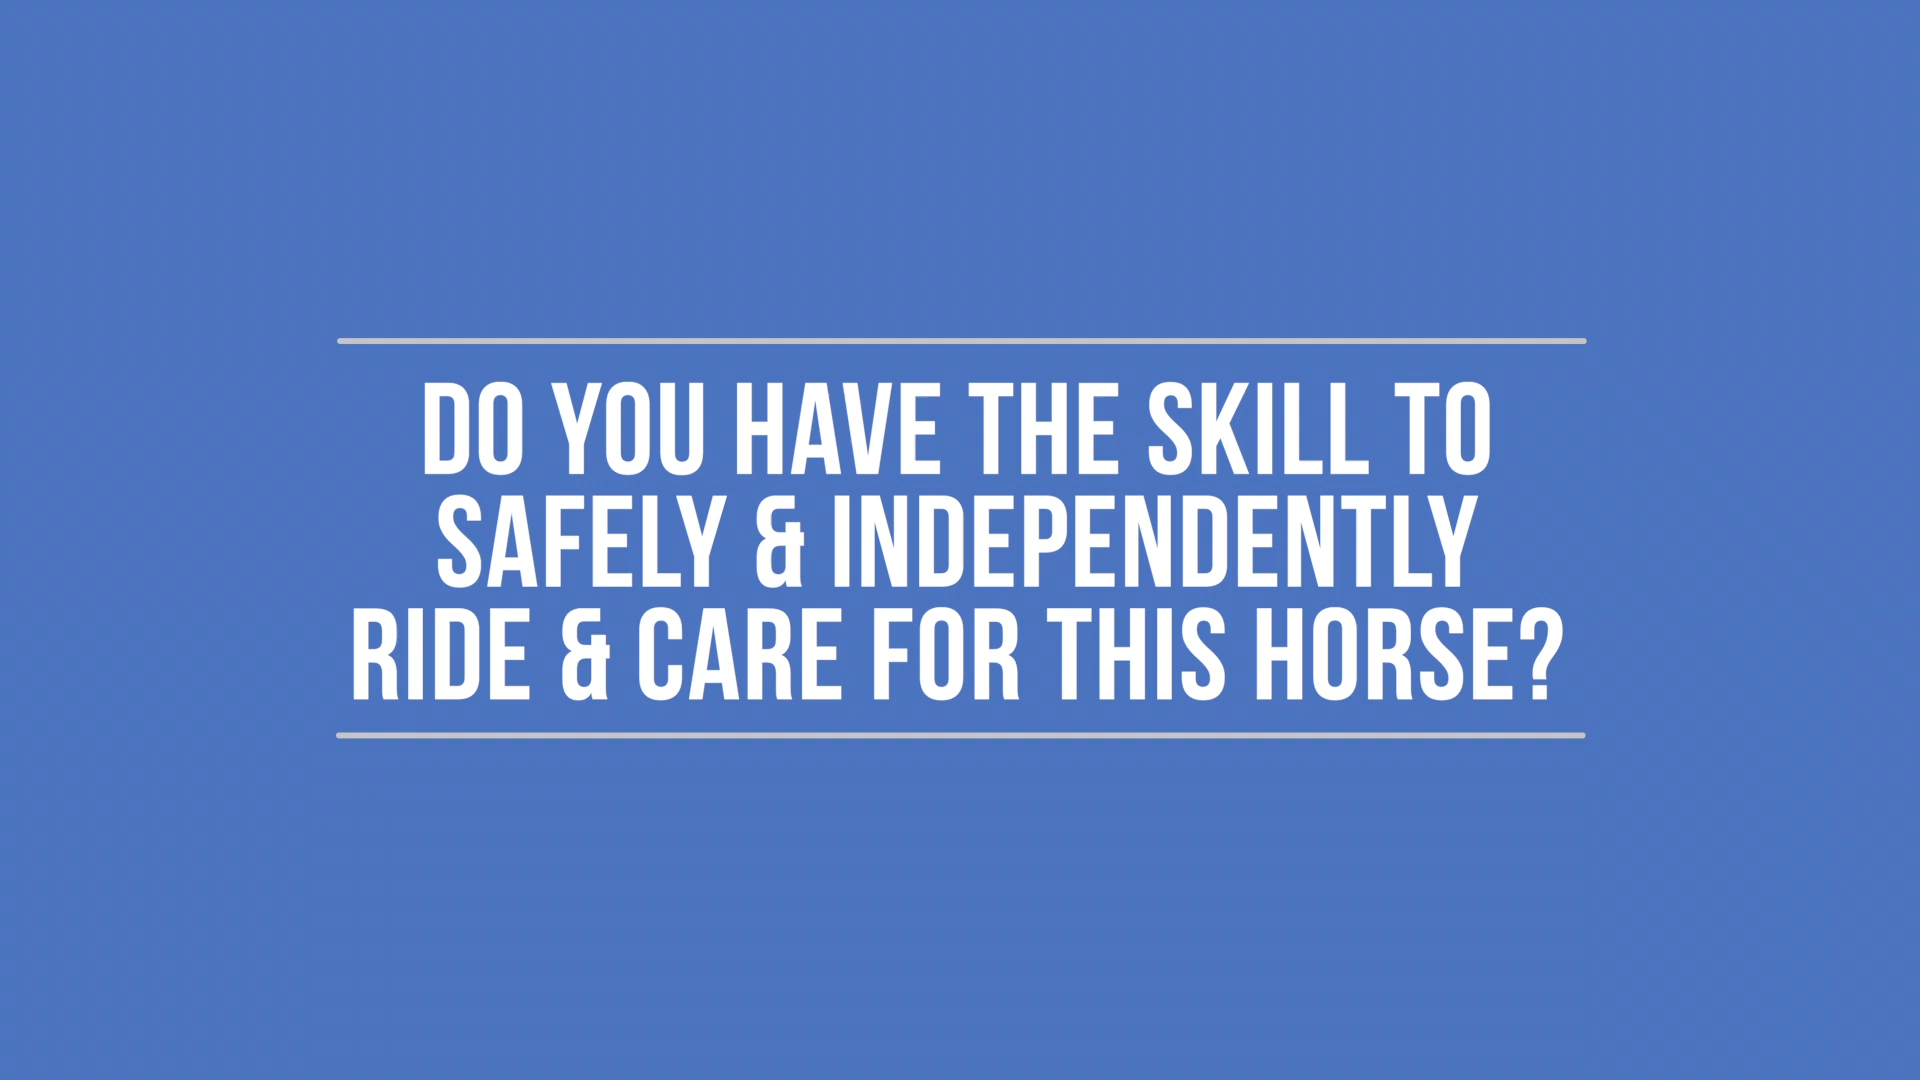 DO YOU HAVE THE SKILL TO
SAFELY & INDEPENDENTLY
RIDE & CARE FOR THIS HORSE?